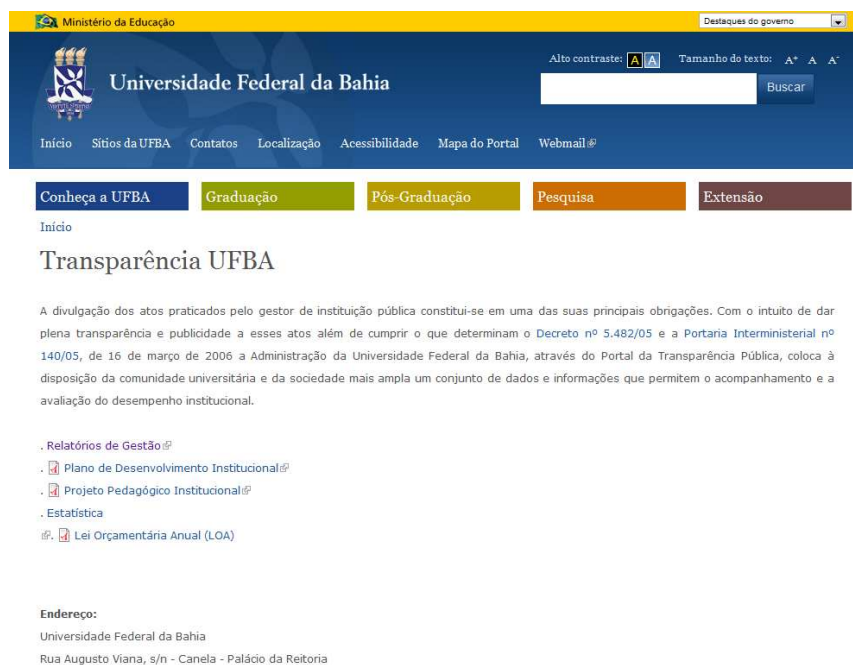 Ministério da Educação
Destaques do governo
Alto contraste: A A Tamanho do texto: A+ A A-
Universidade Federal da Bahia
Buscar
Início Sítios da UFBA Contatos Localização Acessibilidade Mapa do Portal Webmail
Conheça a UFBA Graduação Pós-Graduação Pesquisa Extensão
Início
Transparência UFBA
A divulgação dos atos praticados pelo gestor de instituição pública constitui-se em uma das suas principais obrigações. Com o intuito de dar
plena transparência e publicidade a esses atos além de cumprir o que determinam o Decreto nº 5.482/05 e a Portaria Interministerial nº
140/05, de 16 de março de 2006 a Administração da Universidade Federal da Bahia, através do Portal da Transparência Pública, coloca à
disposição da comunidade universitária e da sociedade mais ampla um conjunto de dados e informações que permitem o acompanhamento e a
avaliação do desempenho institucional.
. Relatórios de Gestão
. Plano de Desenvolvimento Institucional
. Projeto Pedagógico Institucional
. Estatística
. Lei Orçamentária Anual (LOA)
Endereço:
Universidade Federal da Bahia
Rua Augusto Viana, s/n - Canela - Palácio da Reitoria